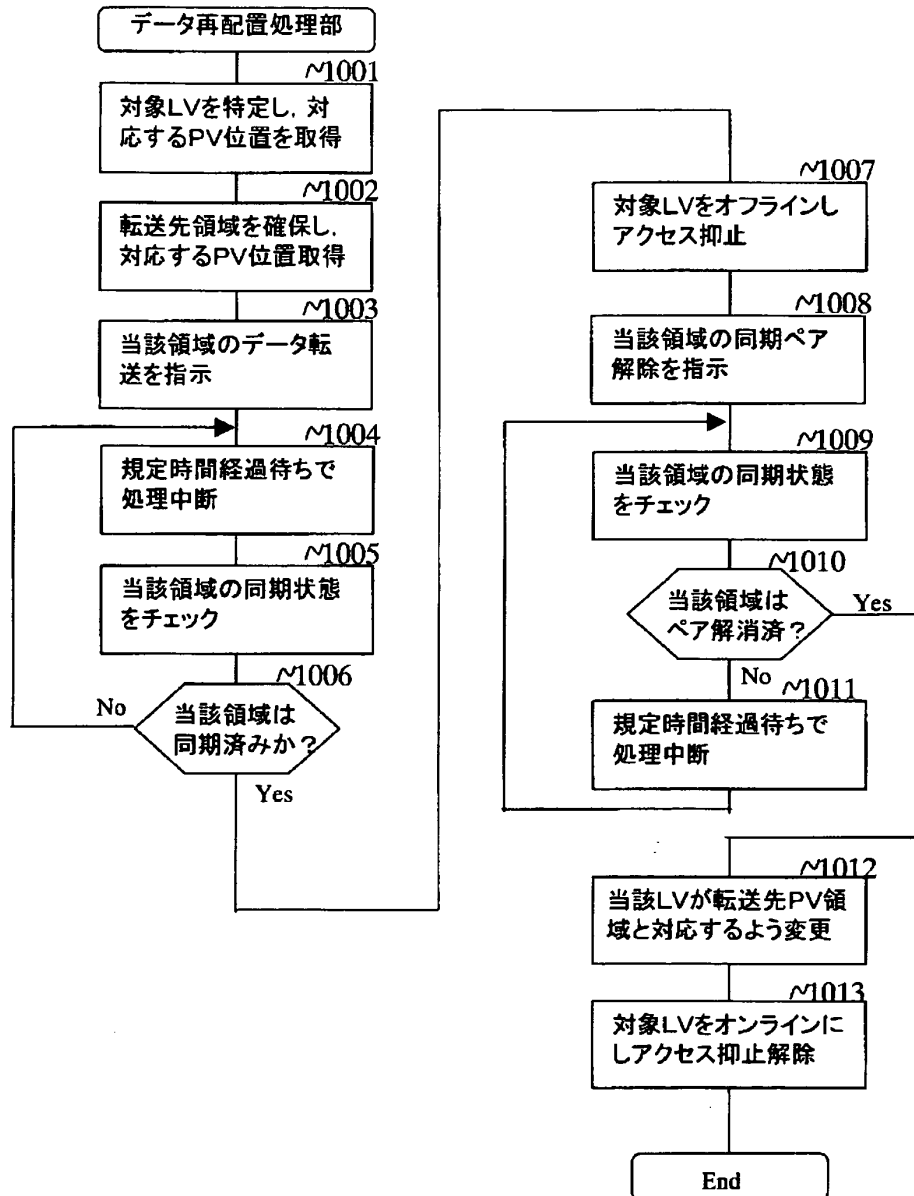 データ再配置処理部
1001
対象LVを特定し，対
応するPV位置を取得
1002
転送先領域を確保し，
対応するPV位置取得
1003
当該領域のデータ転
送を指示
1004
規定時間経過待ちで
処理中断
1005
当該領域の同期状態
をチェック
1006
当該領域は
同期済みか？
No
Yes
1007
対象LVをオフラインし
アクセス抑止
1008
当該領域の同期ペア
解除を指示
1009
当該領域の同期状態
をチェック
1010
当該領域は
ペア解消済？
Yes
No
1011
規定時間経過待ちで
処理中断
1012
当該LVが転送先PV領
域と対応するよう変更
1013
対象LVをオンラインに
しアクセス抑止解除
End